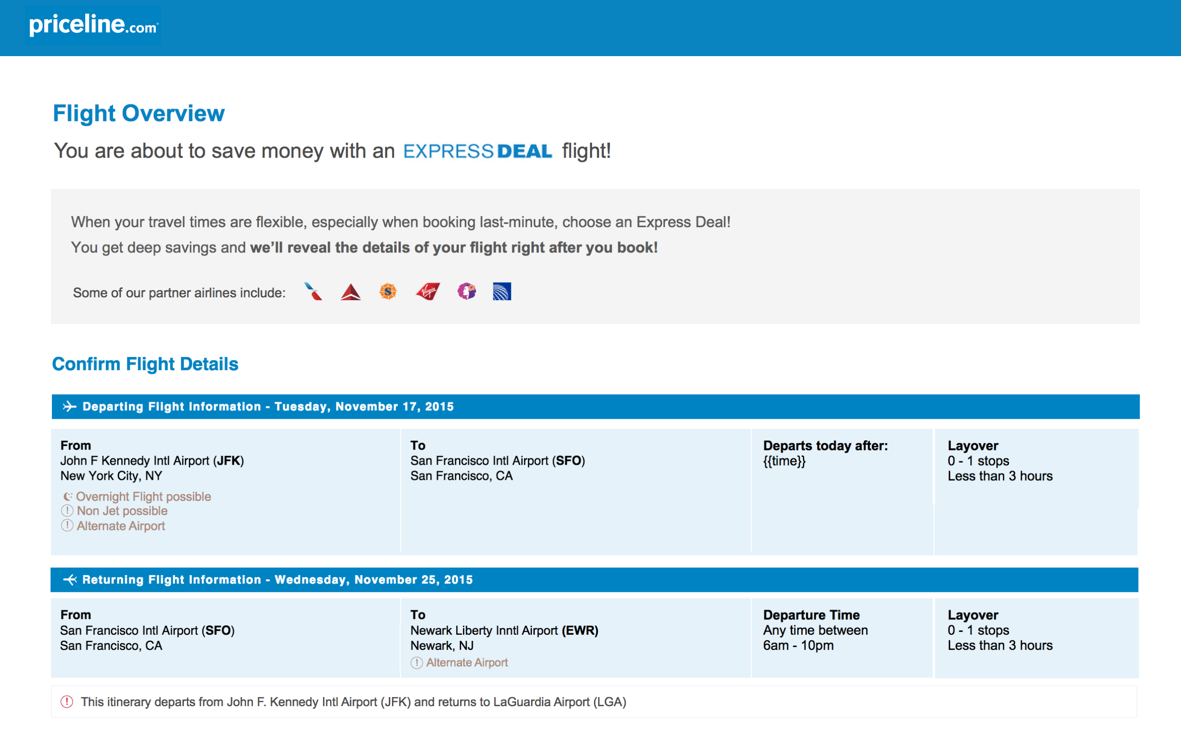 priceline.com
Flight Overview
You are about to save money with an EXPRESS DEAL flight!
When your travel times are flexible, especially when booking last-minute, choose an Express Deal!
You get deep savings and we'll reveal the details of your flight right after you book!
Some of our partner airlines include:
Confirm Flight Details
Departing Flight Information - Tuesday, November 17, 2015
From
John F Kennedy Intl Airport (JFK)
New York City, NY
Overnight Flight possible
Non Jet possible
Alternate Airport
To
San Francisco Intl Airport (SFO)
San Francisco, CA
Departs today after:
{{time}}
Layover
0 - 1 stops
Less than 3 hours
Returning Flight Information - Wednesday, November 25, 2015
From
San Francisco Intl Airport (SFO)
San Francisco, CA
To
Newark Liberty Inntl Airport (EWR)
Newark, NJ
Alternate Airport
Departure Time
Any time between
6am - 10pm
Layover
0 - 1 stops
Less than 3 hours
This itinerary departs from John F. Kennedy Intl Airport (JFK) and returns to LaGuardia Airport (LGA)